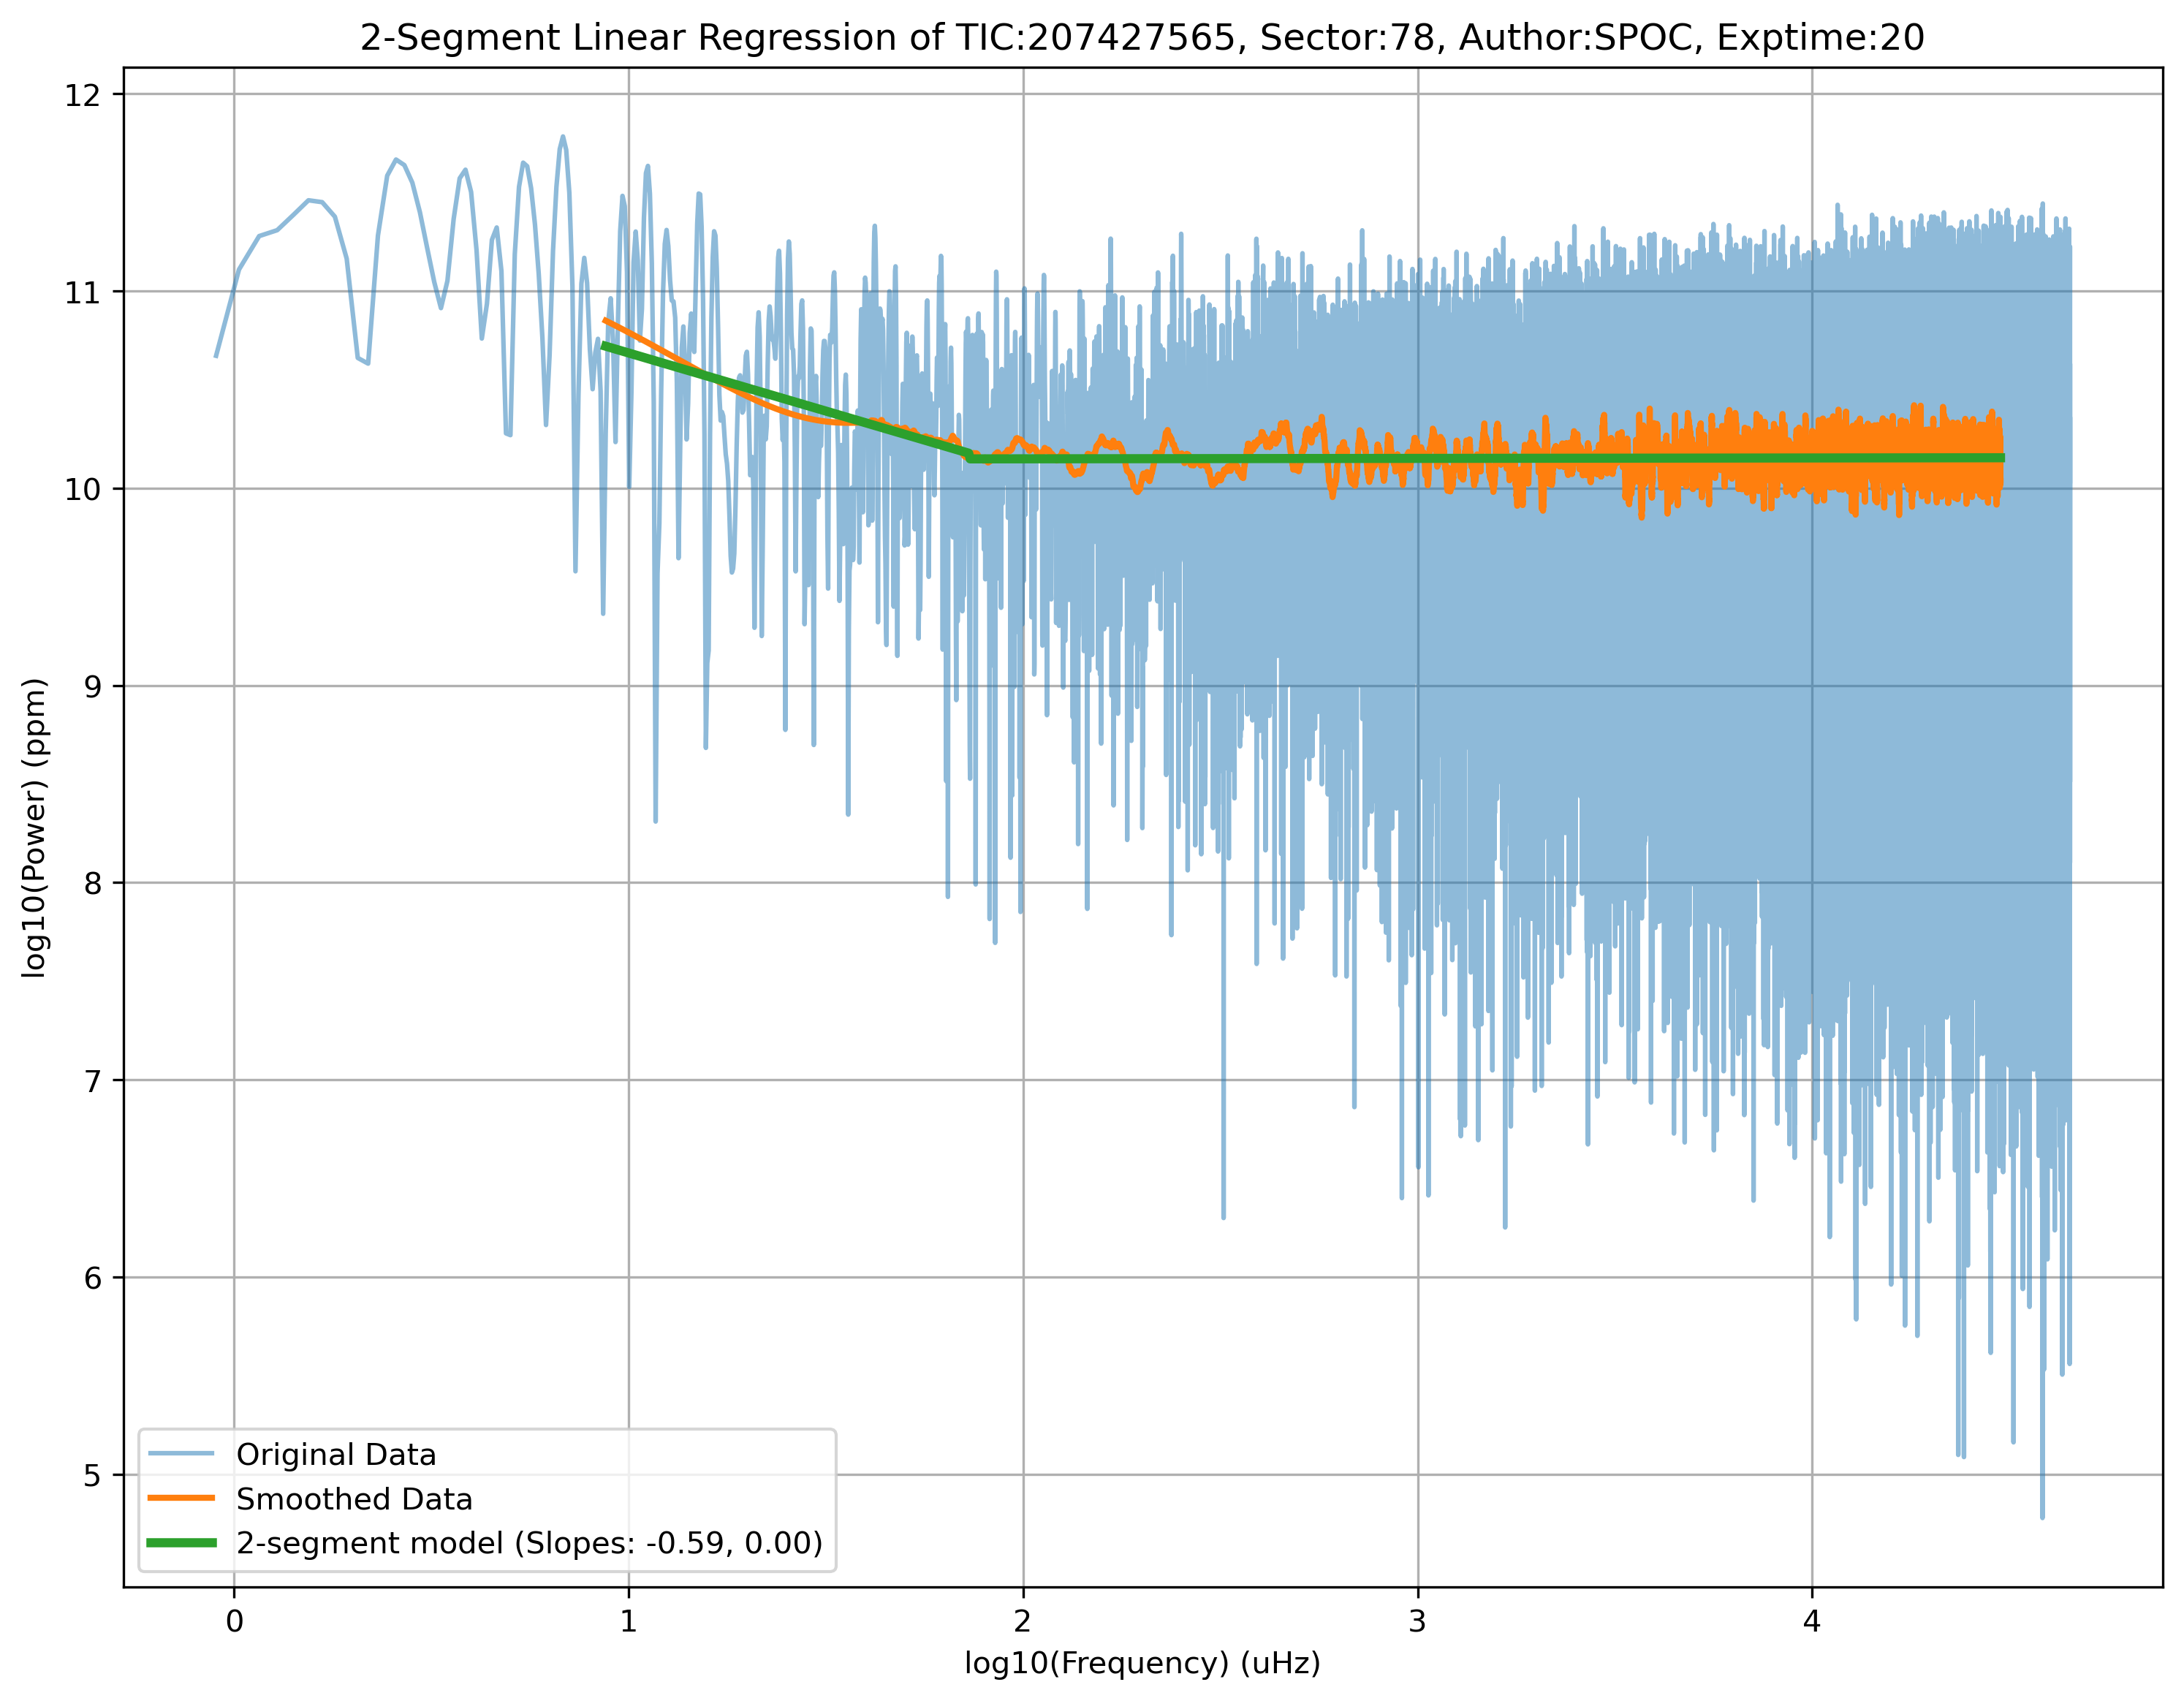 2-Segment Linear Regression of TIC:207427565, Sector:78, Author:SPOC, Exptime:20
12
11
10
9
8
7
6
5
log10(Power) (ppm)
Original Data
Smoothed Data
2-segment model (Slopes: -0.59, 0.00)
0
1
2
3
4
log10(Frequency) (uHz)